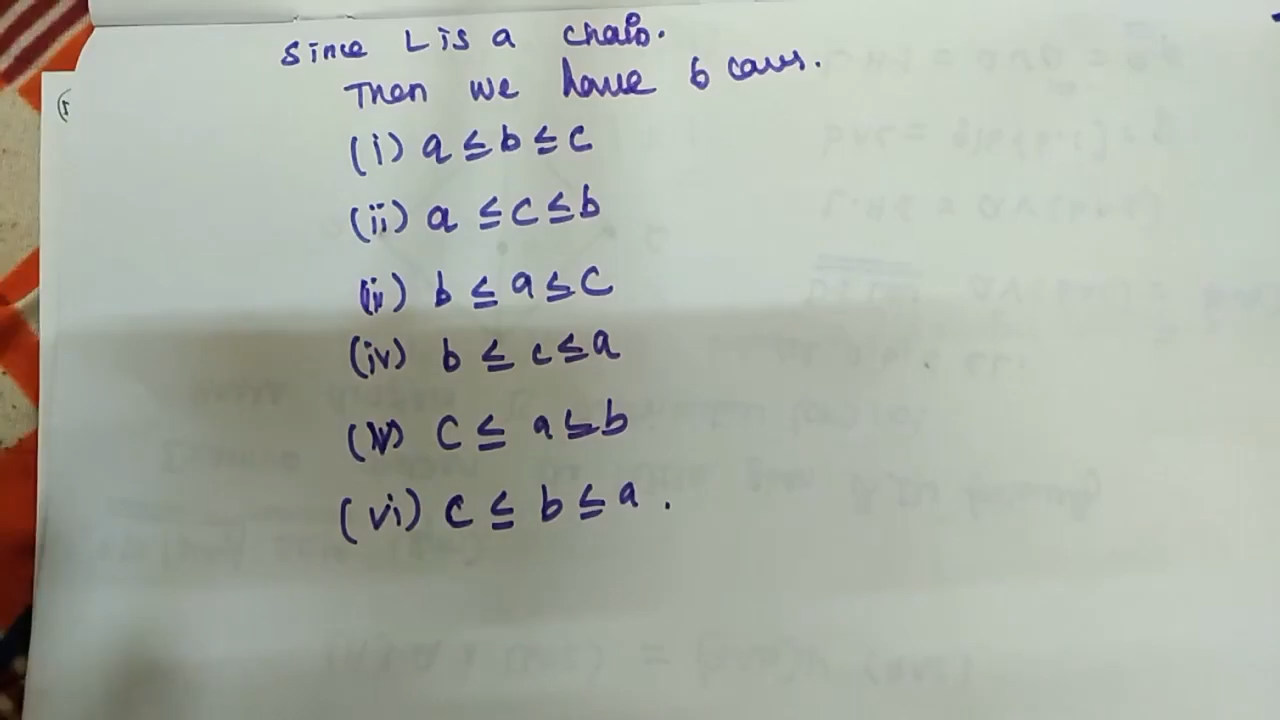 Since L is a chain.
Then we have 6 cases.
(i) a ≤ b ≤ c
(ii) a ≤ c ≤ b
(iii) b ≤ a ≤ c
(iv) b ≤ c ≤ a
(v) c ≤ a ≤ b
(vi) c ≤ b ≤ a.